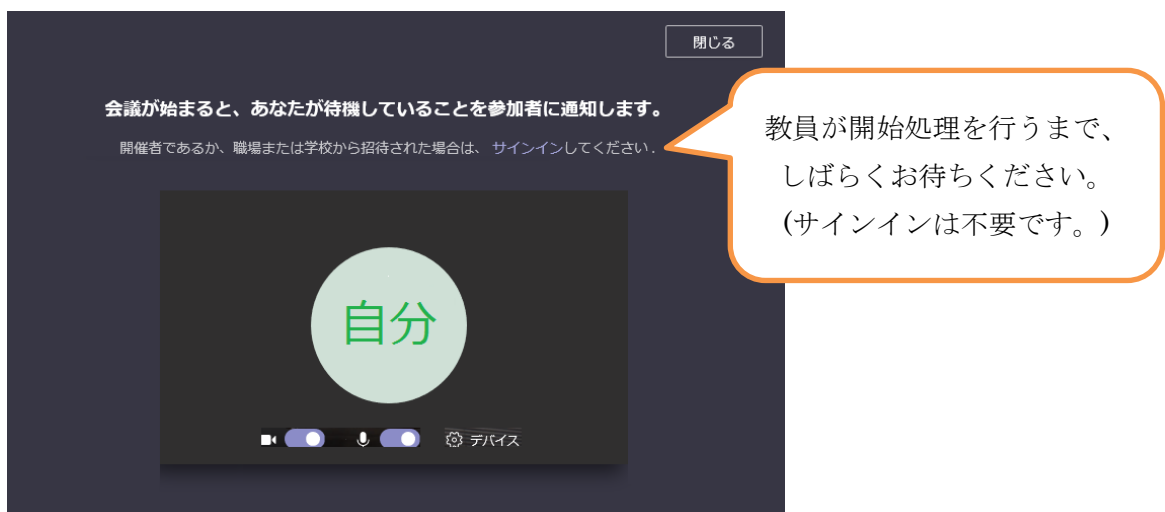 閉じる
会議が始まると、あなたが待機していることを参加者に通知します。
開催者であるか、職場または学校から招待された場合は、 サインインしてください .
教員が開始処理を行うまで、
しばらくお待ちください。
(サインインは不要です。)
自分
デバイス